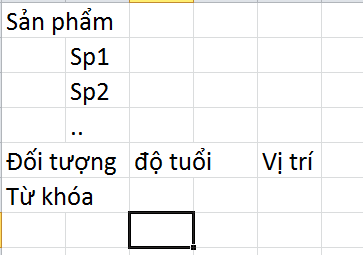 Sản phẩm
Sp1
Sp2
..
Đối tượng độ tuổi Vị trí
Từ khóa